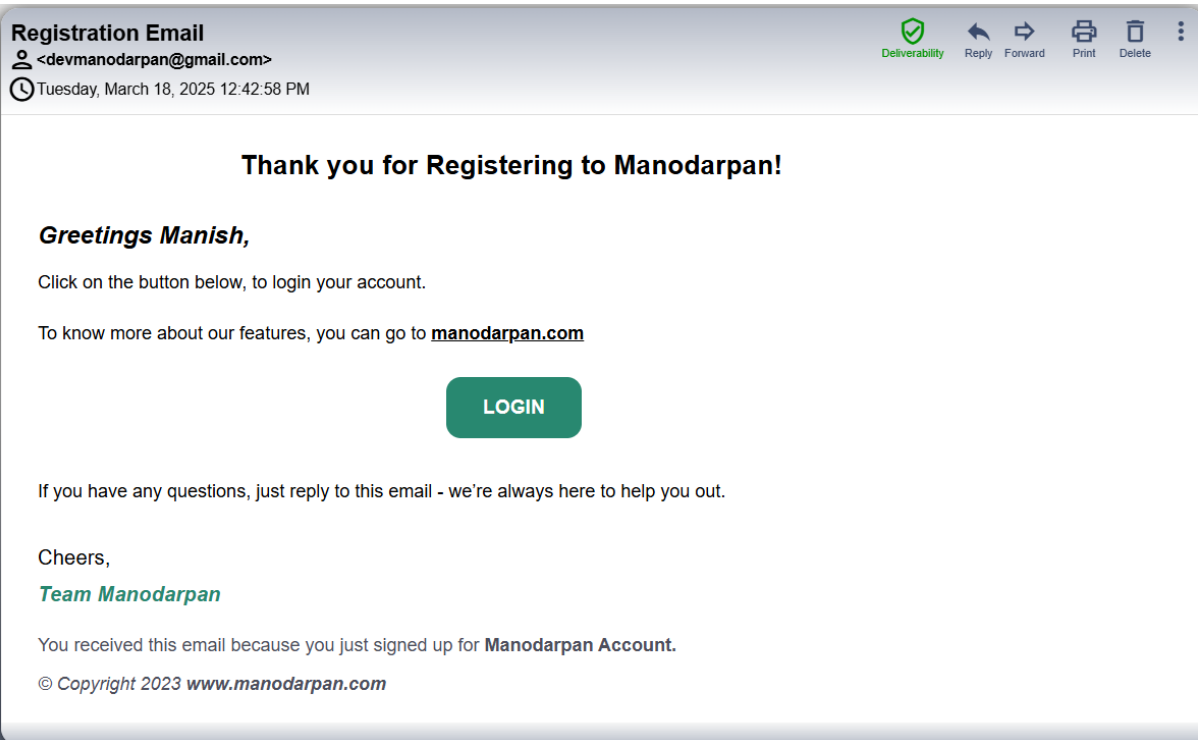 Registration Email
<devmanodarpan@gmail.com>
Tuesday, March 18, 2025 12:42:58 PM
Deliverability Reply Forward Print Delete
Thank you for Registering to Manodarpan!
Greetings Manish,
Click on the button below, to login your account.
To know more about our features, you can go to manodarpan.com
LOGIN
If you have any questions, just reply to this email - we’re always here to help you out.
Cheers,
Team Manodarpan
You received this email because you just signed up for Manodarpan Account.
© Copyright 2023 www.manodarpan.com